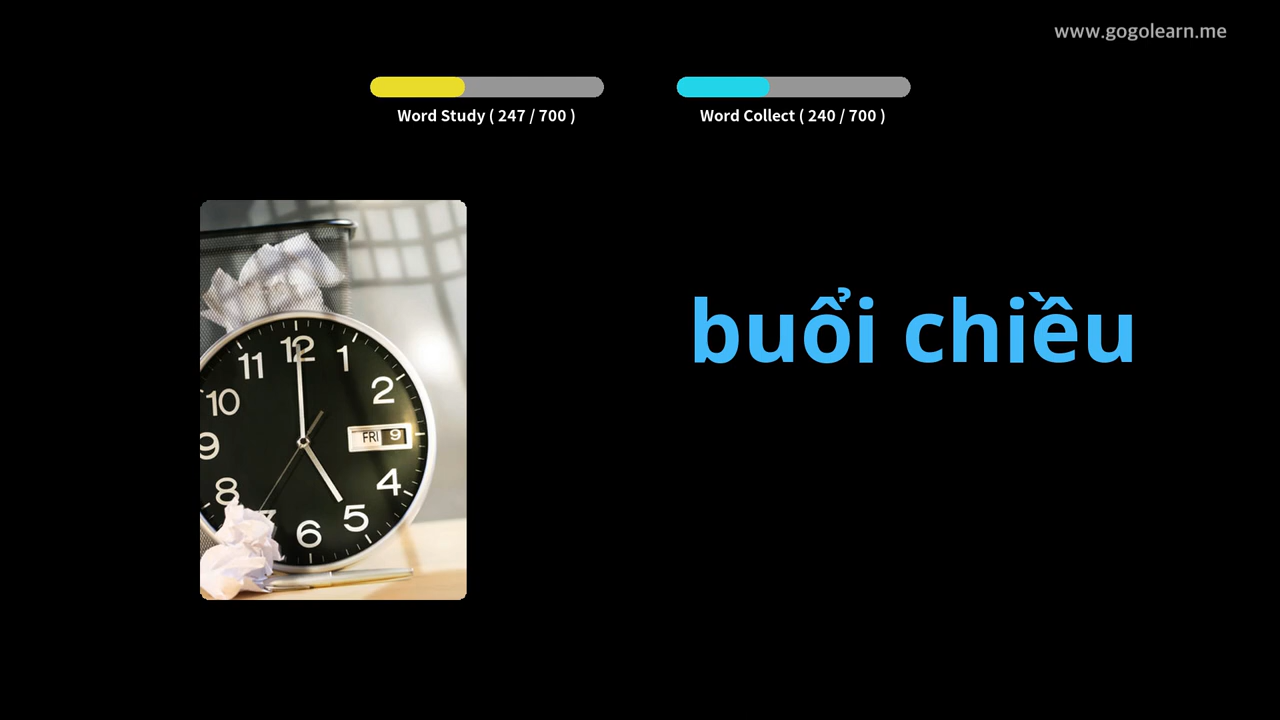 www.gogolearn.me
Word Study ( 247 / 700 )
Word Collect ( 240 / 700 )
buổi chiều
12
11
1
10
2
9
FRI 9
8
4
7
5
6